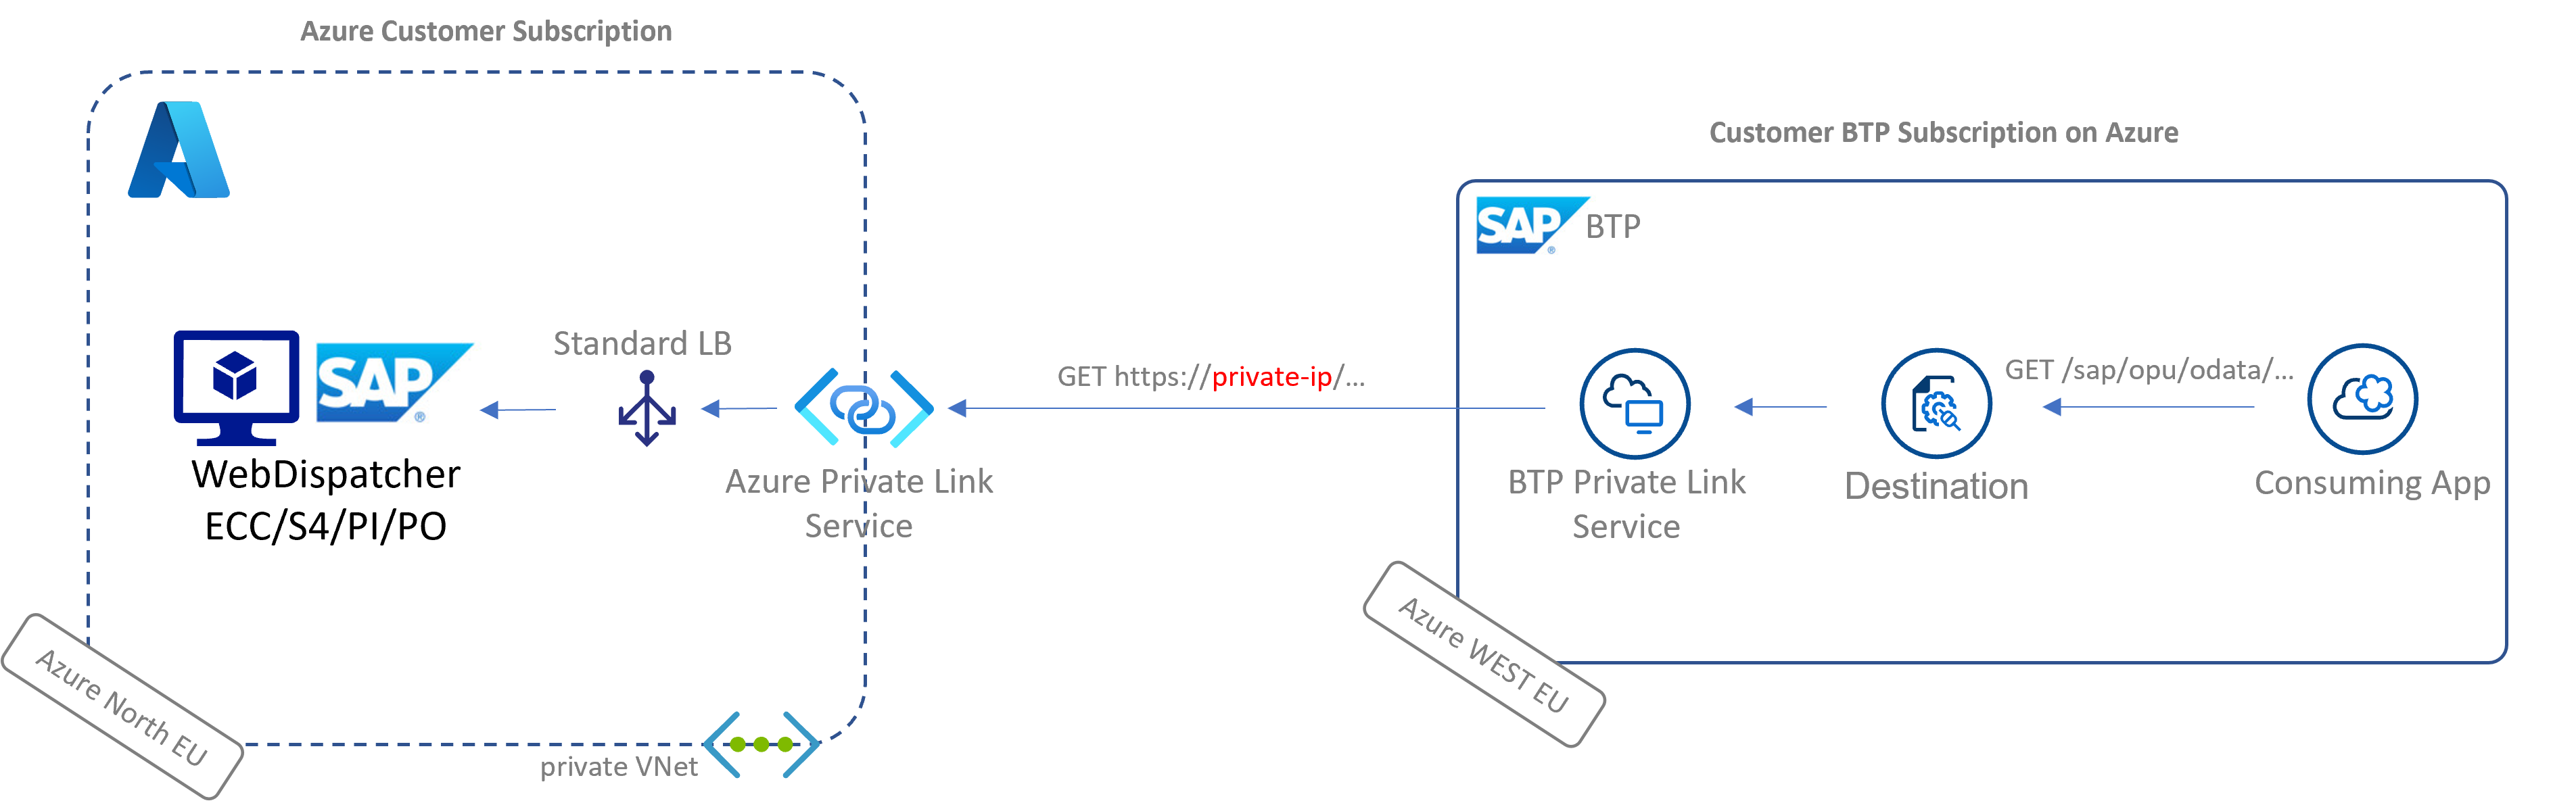 Azure Customer Subscription
Customer BTP Subscription on Azure
SAP ® BTP
Standard LB
SAP ®
GET https://private-ip/...
GET /sap/opu/odata/...
WebDispatcher
ECC/S4/PI/PO
Azure Private Link
Service
BTP Private Link
Service
Destination
Consuming App
Azure North EU
private VNet
Azure WEST EU